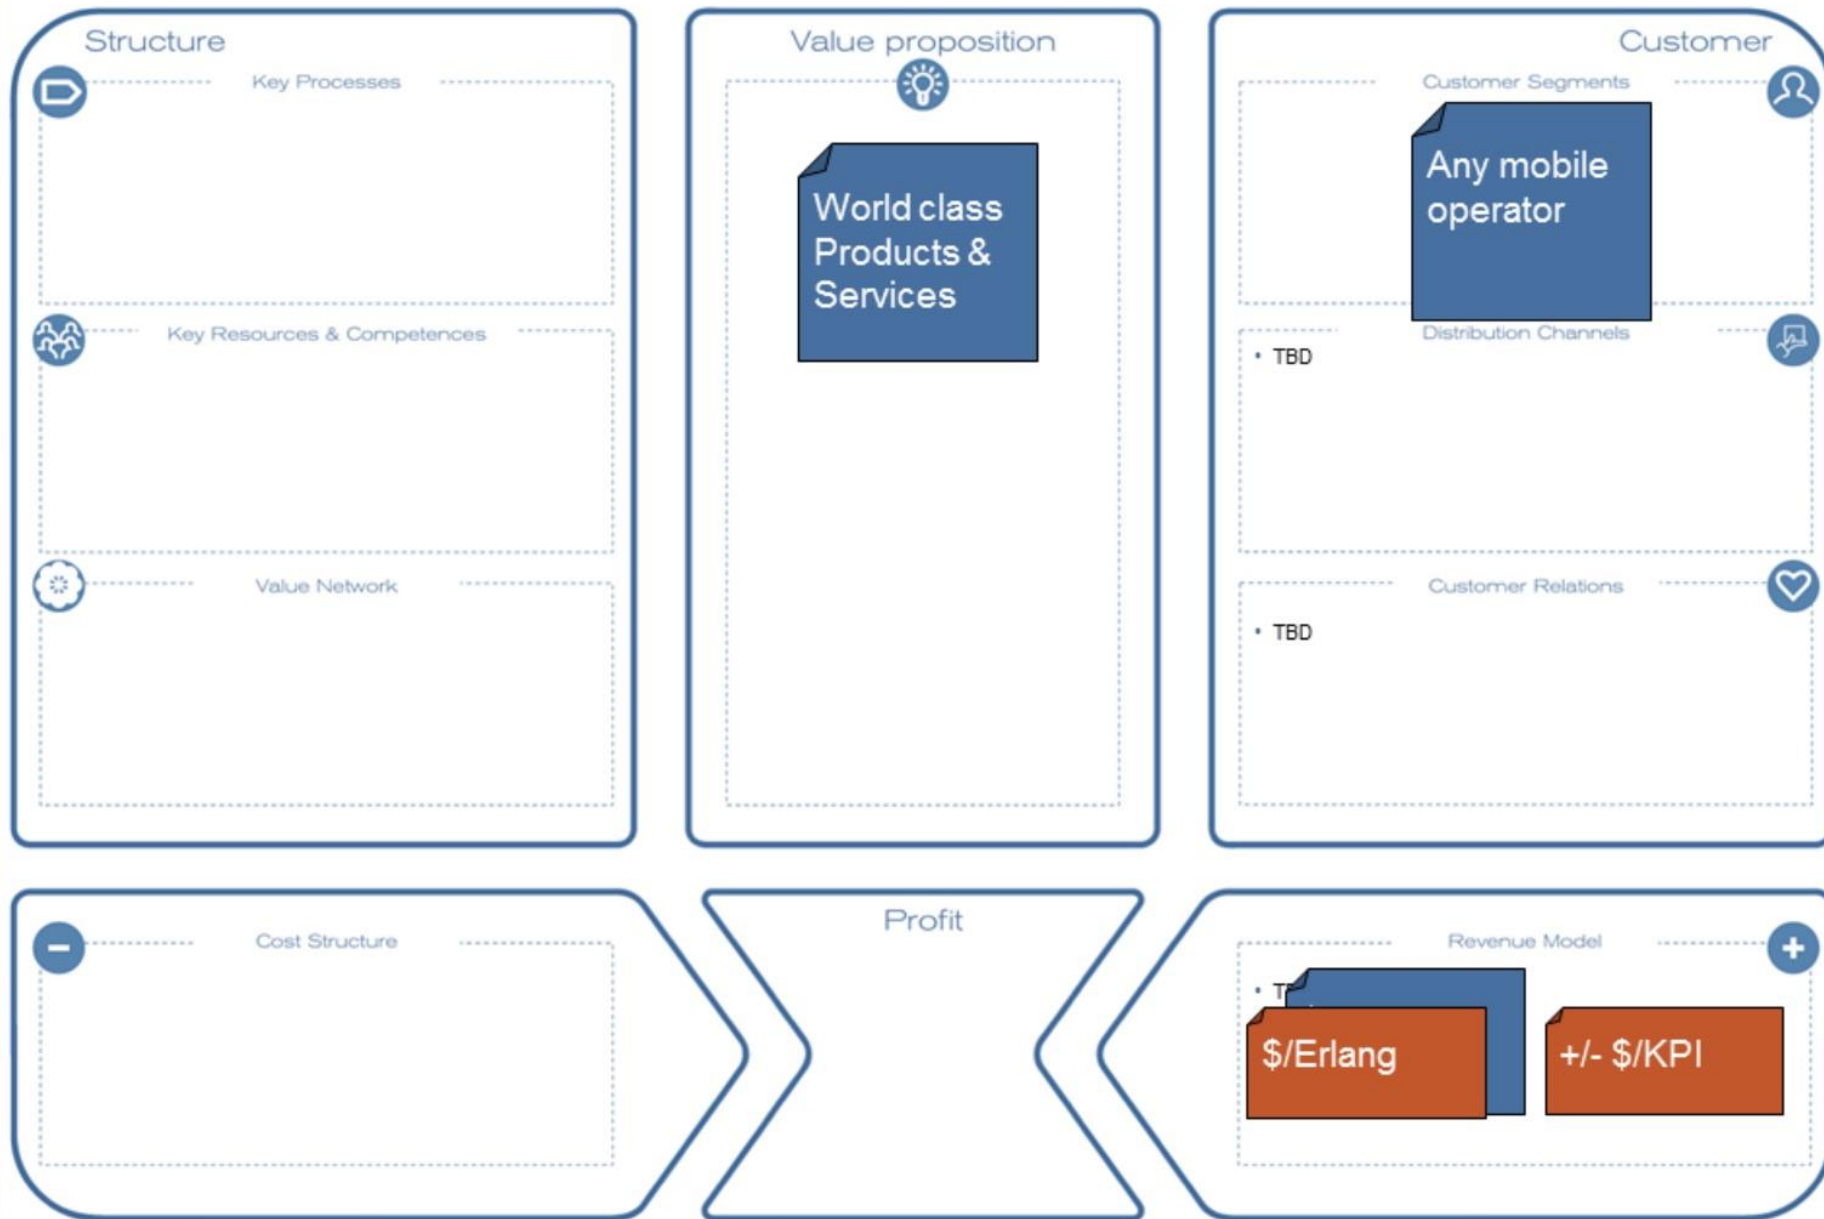 Structure
Key Processes
Key Resources & Competences
Value Network
Value proposition
World class
Products &
Services
Customer
Customer Segments
Any mobile
operator
Distribution Channels
• TBD
Customer Relations
• TBD
Cost Structure
Profit
Revenue Model
$/Erlang
+/- $/KPI